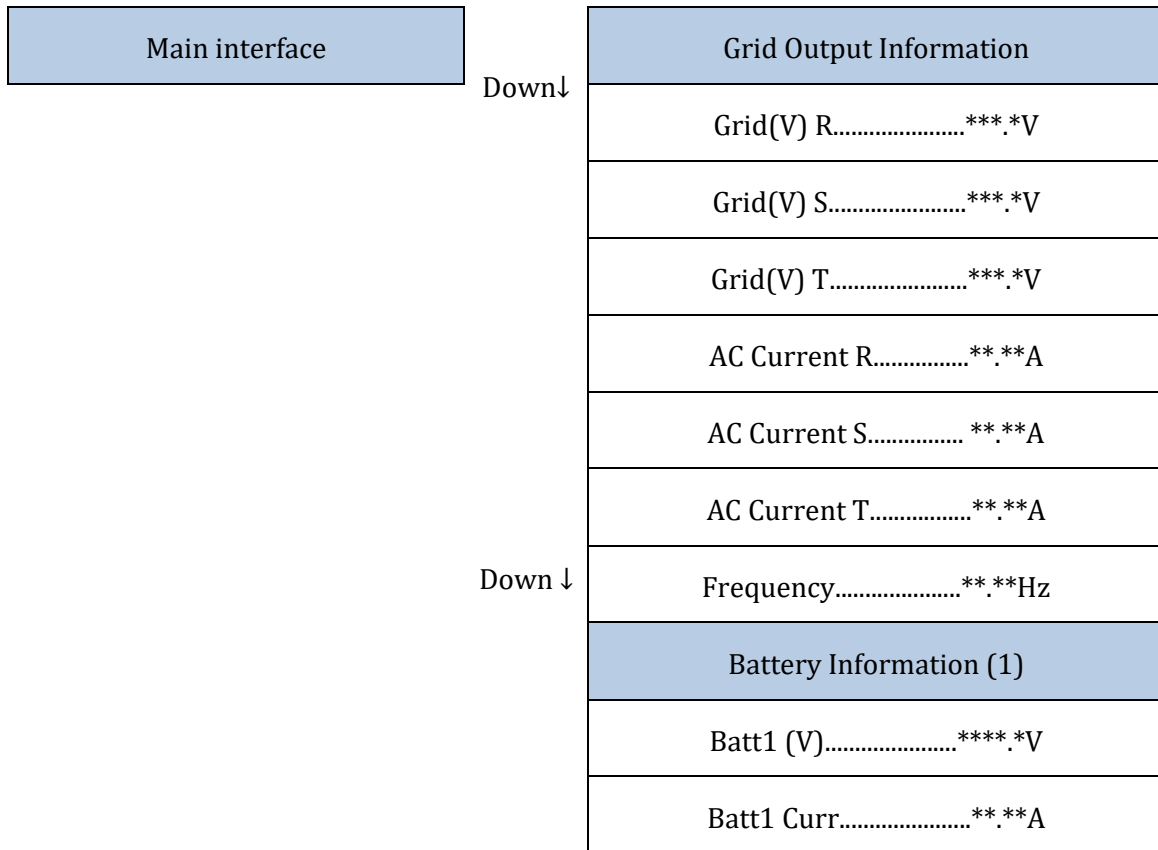 Main interface
Down↓
Grid Output Information
Grid(V) R......................***.*V
Grid(V) S.......................***.*V
Grid(V) T.......................***.*V
AC Current R................**.**A
AC Current S................ **.**A
AC Current T.................**.**A
Down ↓
Frequency.....................**.**Hz
Battery Information (1)
Batt1 (V)......................****.*V
Batt1 Curr......................**.**A